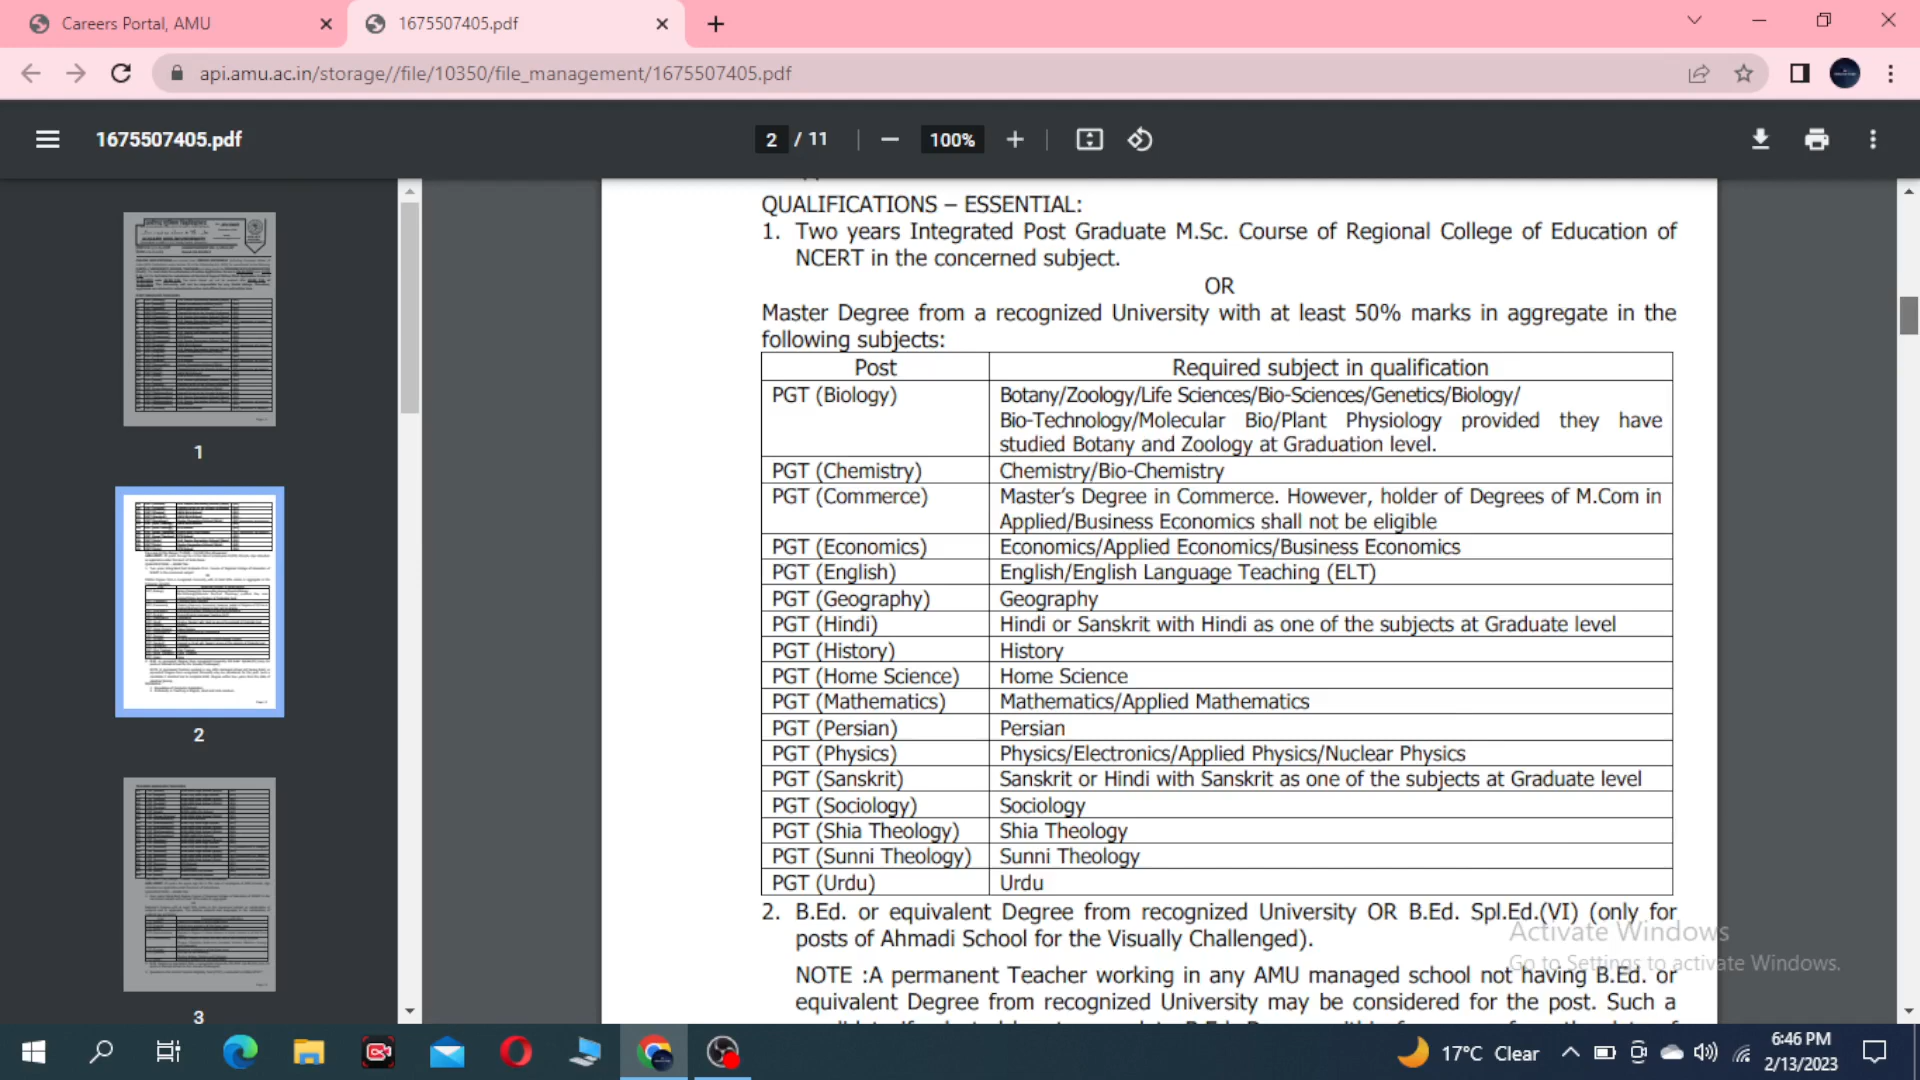 Careers Portal, AMU
1675507405.pdf
api.amu.ac.in/storage//file/10350/file_management/1675507405.pdf
1675507405.pdf
2 / 11
100%
1
2
3
QUALIFICATIONS – ESSENTIAL:
1. Two years Integrated Post Graduate M.Sc. Course of Regional College of Education of
NCERT in the concerned subject.
OR
Master Degree from a recognized University with at least 50% marks in aggregate in the
following subjects:
Post Required subject in qualification
PGT (Biology) Botany/Zoology/Life Sciences/Bio-Sciences/Genetics/Biology/
Bio-Technology/Molecular Bio/Plant Physiology provided they have
studied Botany and Zoology at Graduation level.
PGT (Chemistry) Chemistry/Bio-Chemistry
PGT (Commerce) Master's Degree in Commerce. However, holder of Degrees of M.Com in
Applied/Business Economics shall not be eligible
PGT (Economics) Economics/Applied Economics/Business Economics
PGT (English) English/English Language Teaching (ELT)
PGT (Geography) Geography
PGT (Hindi) Hindi or Sanskrit with Hindi as one of the subjects at Graduate level
PGT (History) History
PGT (Home Science) Home Science
PGT (Mathematics) Mathematics/Applied Mathematics
PGT (Persian) Persian
PGT (Physics) Physics/Electronics/Applied Physics/Nuclear Physics
PGT (Sanskrit) Sanskrit or Hindi with Sanskrit as one of the subjects at Graduate level
PGT (Sociology) Sociology
PGT (Shia Theology) Shia Theology
PGT (Sunni Theology) Sunni Theology
PGT (Urdu) Urdu
2. B.Ed. or equivalent Degree from recognized University OR B.Ed. Spl.Ed.(VI) (only for
posts of Ahmadi School for the Visually Challenged).
NOTE :A permanent Teacher working in any AMU managed school not having B.Ed. or
equivalent Degree from recognized University may be considered for the post. Such a
Activate Windows
Go to Settings to activate Windows.
17°C Clear
6:46 PM
2/13/2023